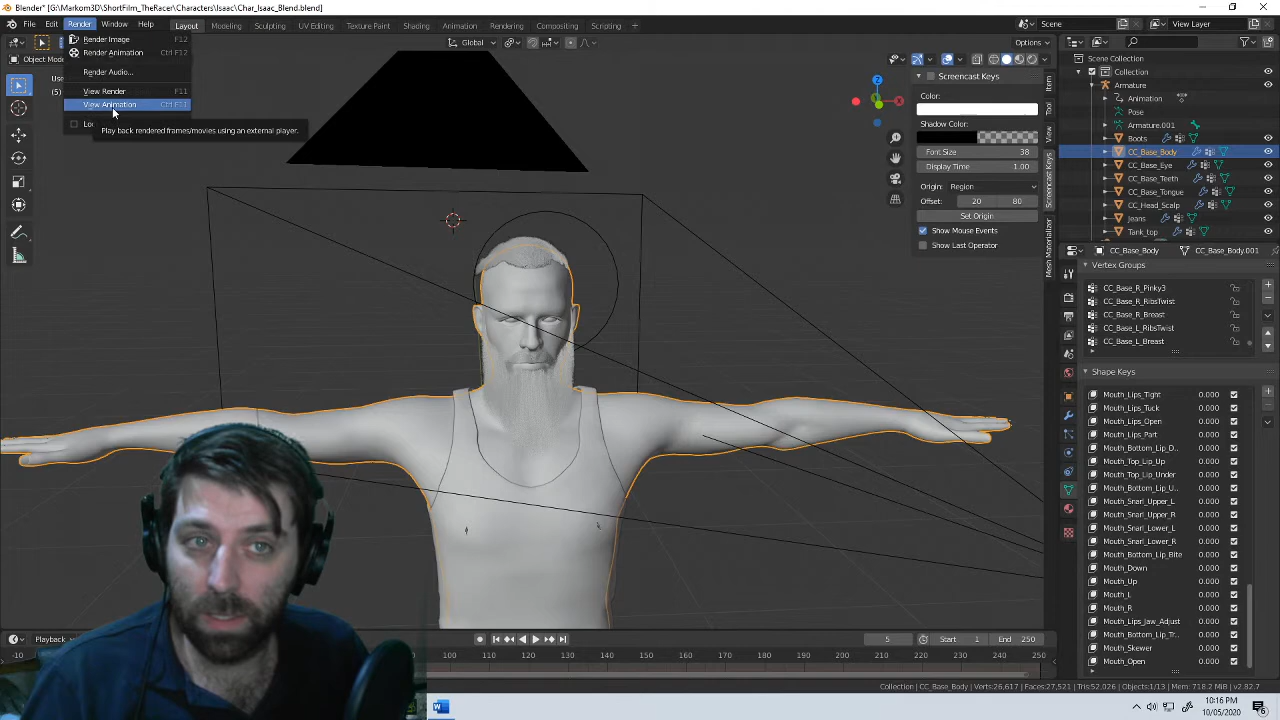 Blender* [G:\Markom3D\ShortFilm_TheRacer\Characters\Isaac\Char_Isaac_Blend.blend]
File Edit Render Window Help Layout Modeling Sculpting UV Editing Texture Paint Shading Animation Rendering Compositing Scripting Scene View Layer
Object Mode Global Options
Render Image F12
Render Animation Ctrl F12
Render Audio...
View Render F11
View Animation Ctrl F11
Lo
Play back rendered frames/movies using an external player.
Use
(5)
Screencast Keys
Color:
Shadow Color:
Font Size 38
Display Time 1.00
Origin: Region
Offset: 20 80
Set Origin
Show Mouse Events
Show Last Operator
Item
Tool
View
Screencast Keys
Mesh Materializer
Scene Collection
Collection
Armature
Animation
Pose
Armature.001
Boots
CC_Base_Body
CC_Base_Eye
CC_Base_Teeth
CC_Base_Tongue
CC_Head_Scalp
Jeans
Tank_top
CC_Base_Body CC_Base_Body.001
Vertex Groups
CC_Base_R_Pinky3
CC_Base_R_RibsTwist
CC_Base_R_Breast
CC_Base_L_RibsTwist
CC_Base_L_Breast
Shape Keys
Mouth_Lips_Tight 0.000
Mouth_Lips_Tuck 0.000
Mouth_Lips_Open 0.000
Mouth_Lips_Part 0.000
Mouth_Bottom_Lip_D.. 0.000
Mouth_Top_Lip_Up 0.000
Mouth_Top_Lip_Under 0.000
Mouth_Bottom_Lip_U.. 0.000
Mouth_Snarl_Upper_L 0.000
Mouth_Snarl_Upper_R 0.000
Mouth_Snarl_Lower_L 0.000
Mouth_Snarl_Lower_R 0.000
Mouth_Bottom_Lip_Bite 0.000
Mouth_Down 0.000
Mouth_Up 0.000
Mouth_L 0.000
Mouth_R 0.000
Mouth_Lips_Jaw_Adjust 0.000
Mouth_Bottom_Lip_Tr.. 0.000
Mouth_Skewer 0.000
Mouth_Open 0.000
Playback 5 Start 1 End 250
-10 100 110 120 130 140 150 160 170 180 190 200 210 220 230 240 250
Collection | CC_Base_Body | Verts:26,617 | Faces:27,521 | Tris:52,026 | Objects:1/13 | Mem: 718.2 MiB | v2.82.7
10:16 PM
10/05/2020
6